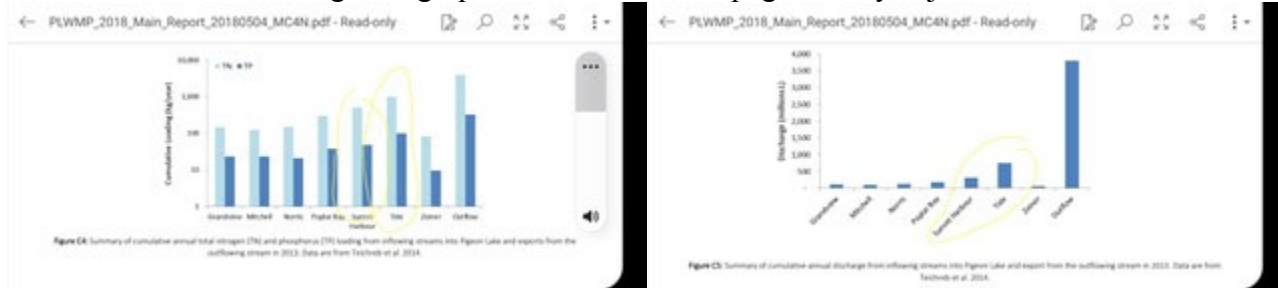 PLWMP_2018_Main_Report_20180504_MC4N.pdf - Read-only
10,000
TN TP
1,000
100
10
1
Cumulative Loading (kg/year)
Grandview Mitchell Norris Poplar Bay Sunset Harbour Tide Zeiner Outflow
Figure C4: Summary of cumulative annual total nitrogen (TN) and phosphorus (TP) loading from inflowing streams into Pigeon Lake and exports from the
outflowing stream in 2013. Data are from Teichreb et al. 2014.
PLWMP_2018_Main_Report_20180504_MC4N.pdf - Read-only
4,000
3,500
3,000
2,500
2,000
1,500
1,000
500
-
Discharge (millions L)
Grandview
Mitchell
Norris
Poplar Bay
Sunset Harbour
Tide
Zeiner
Outflow
Figure C5: Summary of cumulative annual discharge from inflowing streams into Pigeon Lake and export from the outflowing stream in 2013. Data are from
Teichreb et al. 2014.